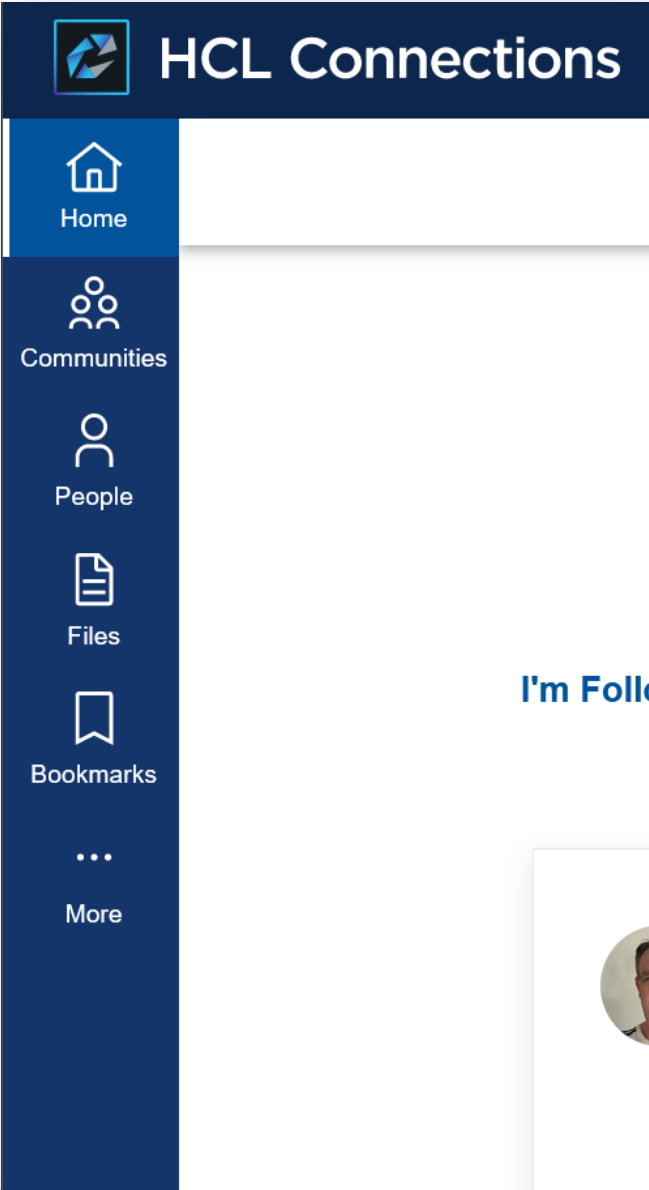 HCL Connections
Home
Communities
People
Files
Bookmarks
More
I'm